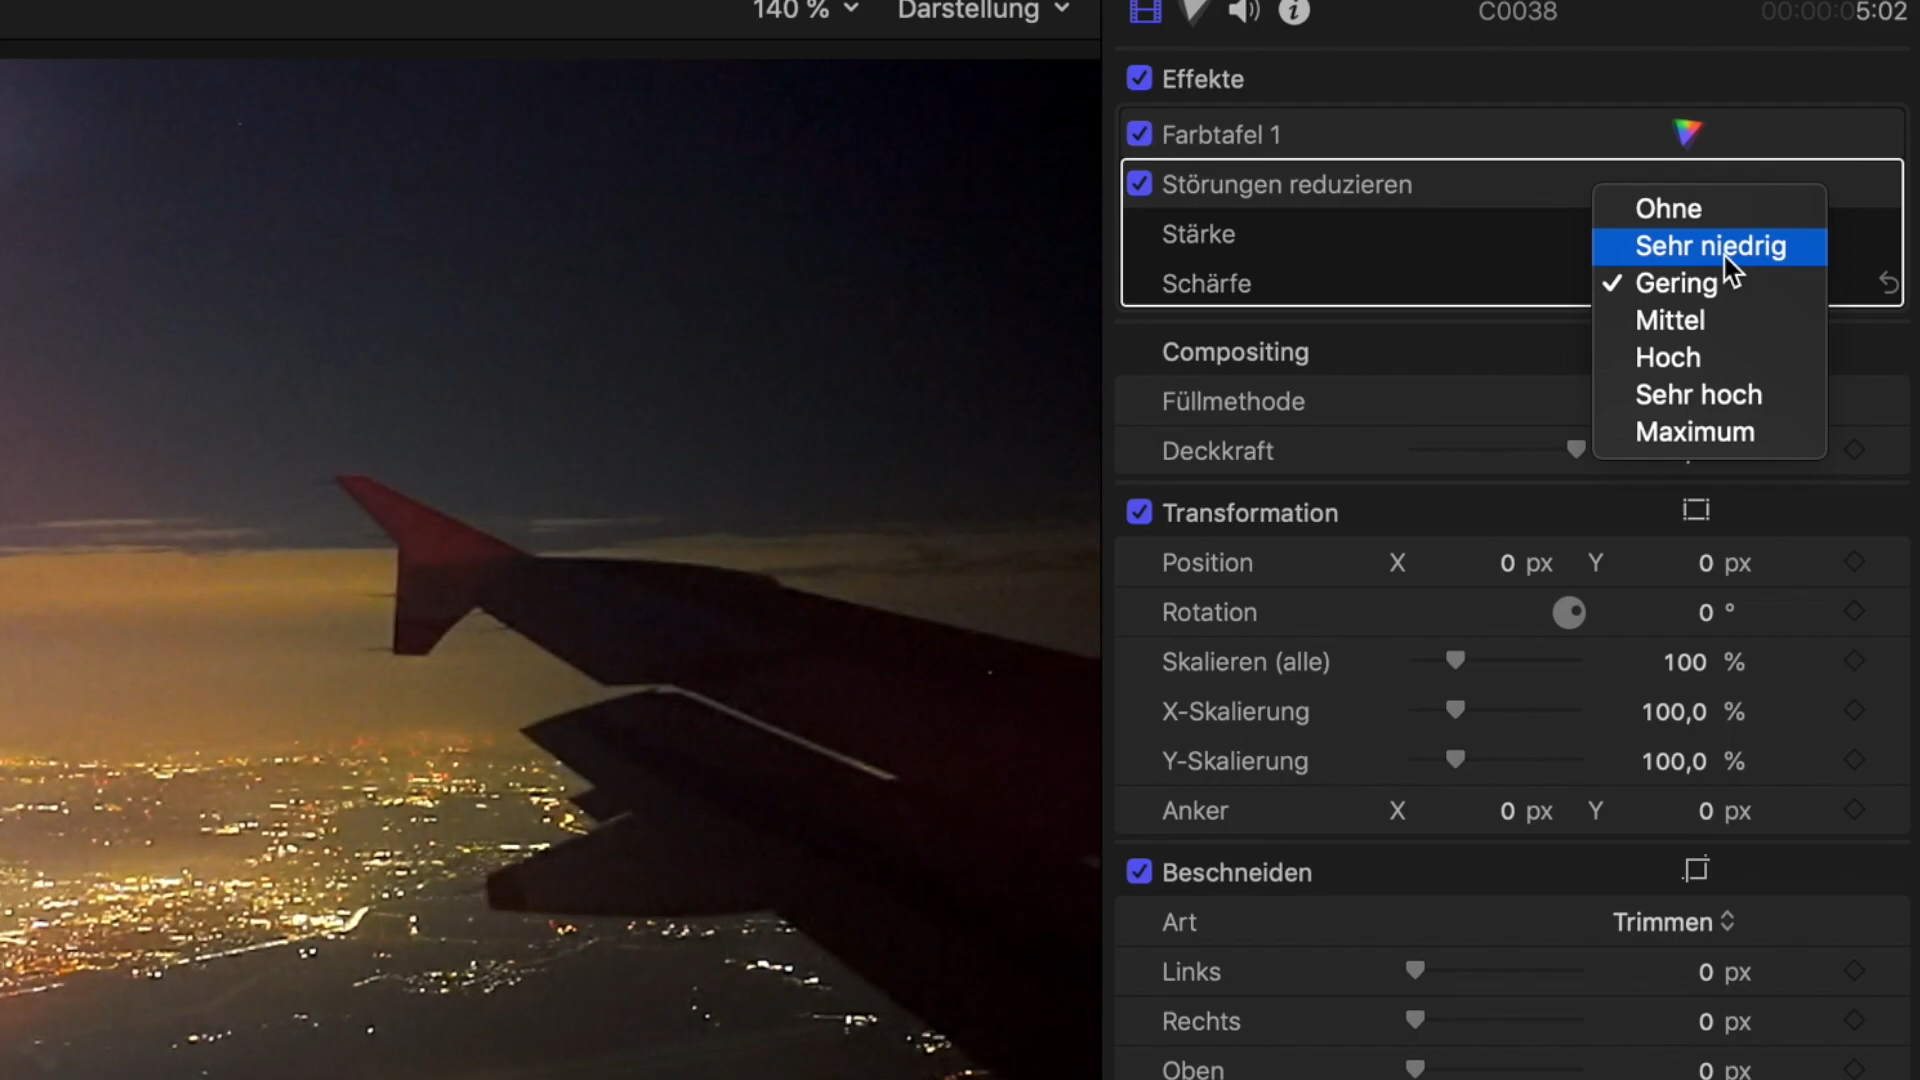 140 % Darstellung
C0038 00:00:05:02
Effekte
Farbtafel 1
Störungen reduzieren
Stärke
Schärfe
Ohne
Sehr niedrig
Gering
Mittel
Hoch
Sehr hoch
Maximum
Compositing
Füllmethode
Deckkraft
Transformation
Position X 0 px Y 0 px
Rotation 0 °
Skalieren (alle) 100 %
X-Skalierung 100,0 %
Y-Skalierung 100,0 %
Anker X 0 px Y 0 px
Beschneiden
Art Trimmen
Links 0 px
Rechts 0 px
Oben 0 px